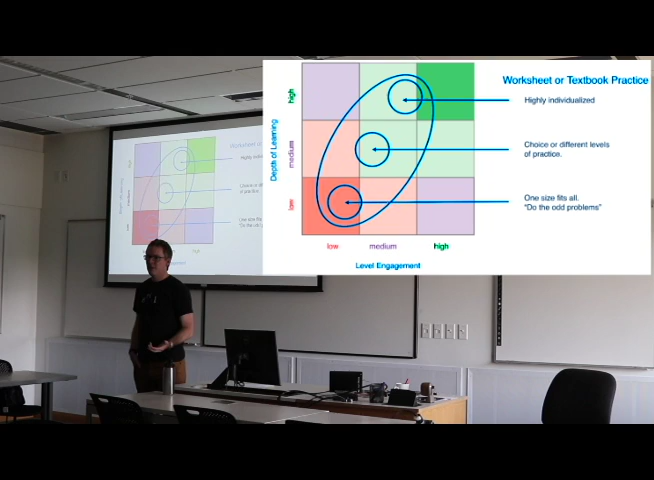 Worksheet or Textbook Practice
Highly individualized
Choice or different levels
of practice.
One size fits all.
"Do the odd problems"
Depth of Learning
high
medium
low
low
medium
high
Level Engagement